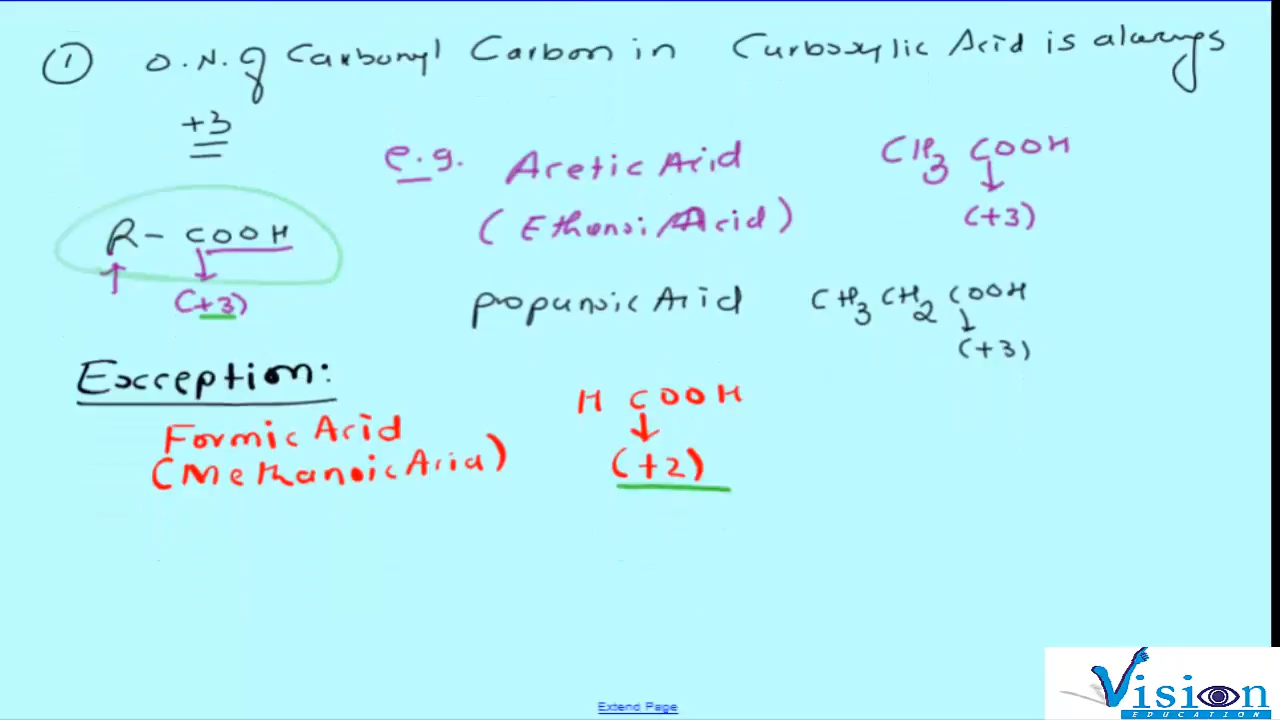 ① O.N. of Carbonyl Carbon in Carboxylic Acid is always
+3
e.g. Acetic Acid CH3 COOH
(+3)
(Ethanoic Acid)
R - COOH
(+3)
propanoic Acid CH3 CH2 COOH
(+3)
Exception:
Formic Acid H COOH
(Methanoic Acid) (+2)
Extend Page
Vision
EDUCATION